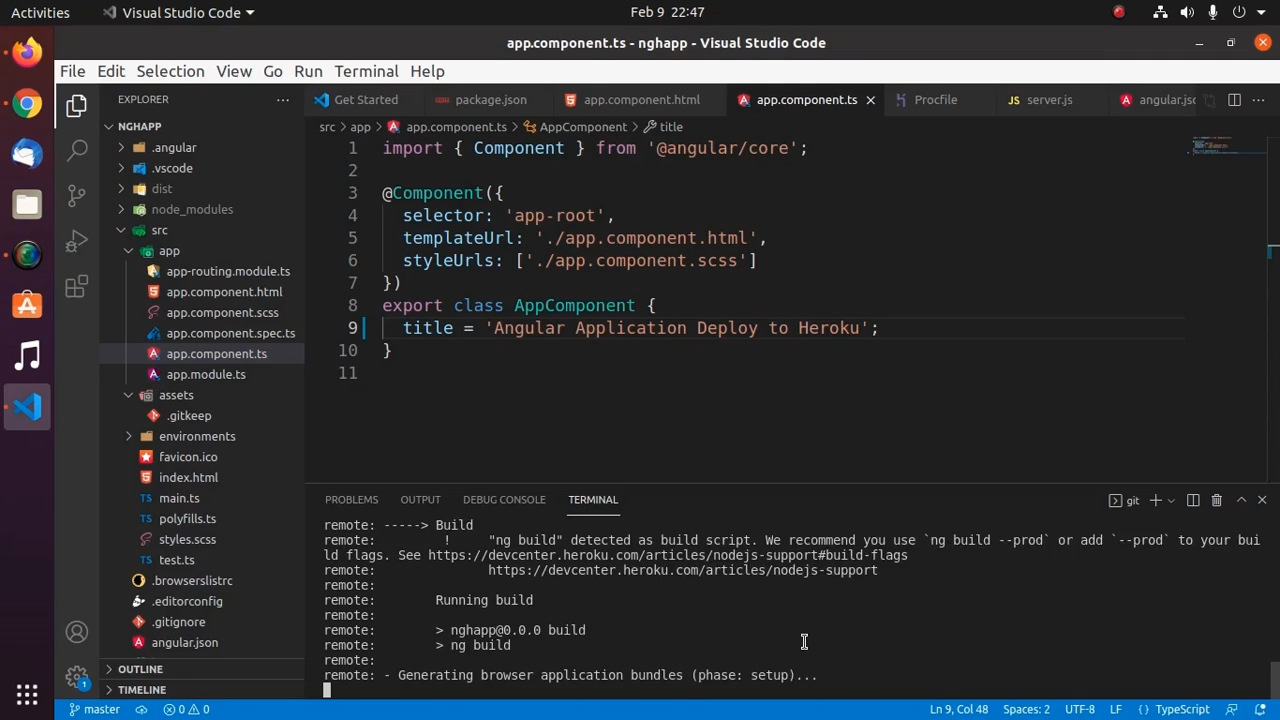 Activities
Visual Studio Code
Feb 9 22:47
app.component.ts - nghapp - Visual Studio Code
File Edit Selection View Go Run Terminal Help
EXPLORER
Get Started
package.json
app.component.html
app.component.ts
Procfile
server.js
angular.jsc
src > app > app.component.ts > AppComponent > title
NGHAPP
.angular
.vscode
dist
node_modules
src
app
app-routing.module.ts
app.component.html
app.component.scss
app.component.spec.ts
app.component.ts
app.module.ts
assets
.gitkeep
environments
favicon.ico
index.html
main.ts
polyfills.ts
styles.scss
test.ts
.browserslistrc
.editorconfig
.gitignore
angular.json
OUTLINE
TIMELINE
1 import { Component } from '@angular/core';
2
3 @Component({
4 selector: 'app-root',
5 templateUrl: './app.component.html',
6 styleUrls: ['./app.component.scss']
7 })
8 export class AppComponent {
9 title = 'Angular Application Deploy to Heroku';
10 }
11
PROBLEMS OUTPUT DEBUG CONSOLE TERMINAL
git
remote: -----> Build
remote: ! "ng build" detected as build script. We recommend you use `ng build --prod` or add `--prod` to your bui
ld flags. See https://devcenter.heroku.com/articles/nodejs-support#build-flags
remote: https://devcenter.heroku.com/articles/nodejs-support
remote:
remote: Running build
remote:
remote: > nghapp@0.0.0 build
remote: > ng build
remote:
remote: - Generating browser application bundles (phase: setup)...
1
master
0 0
Ln 9, Col 48
Spaces: 2
UTF-8
LF
{ } TypeScript